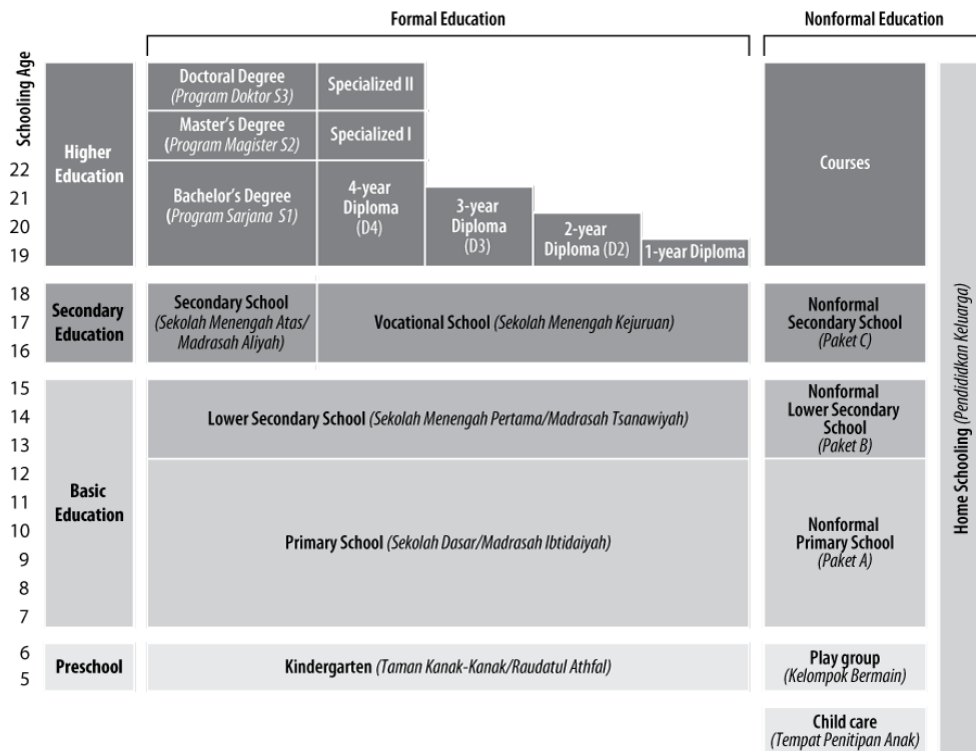 Formal Education
Nonformal Education
Schooling Age
22
21
20
19
Higher
Education
Doctoral Degree
(Program Doktor S3)
Specialized II
Master's Degree
(Program Magister S2)
Specialized I
Bachelor's Degree
(Program Sarjana S1)
4-year
Diploma
(D4)
3-year
Diploma
(D3)
2-year
Diploma (D2)
1-year Diploma
Courses
18
17
16
Secondary
Education
Secondary School
(Sekolah Menengah Atas/
Madrasah Aliyah)
Vocational School (Sekolah Menengah Kejuruan)
Nonformal
Secondary School
(Paket C)
15
14
13
12
11
10
9
8
7
Basic
Education
Lower Secondary School (Sekolah Menengah Pertama/Madrasah Tsanawiyah)
Nonformal
Lower Secondary
School
(Paket B)
Primary School (Sekolah Dasar/Madrasah Ibtidaiyah)
Nonformal
Primary School
(Paket A)
6
5
Preschool
Kindergarten (Taman Kanak-Kanak/Raudatul Athfal)
Play group
(Kelompok Bermain)
Child care
(Tempat Penitipan Anak)
Home Schooling (Pendididkan Keluarga)